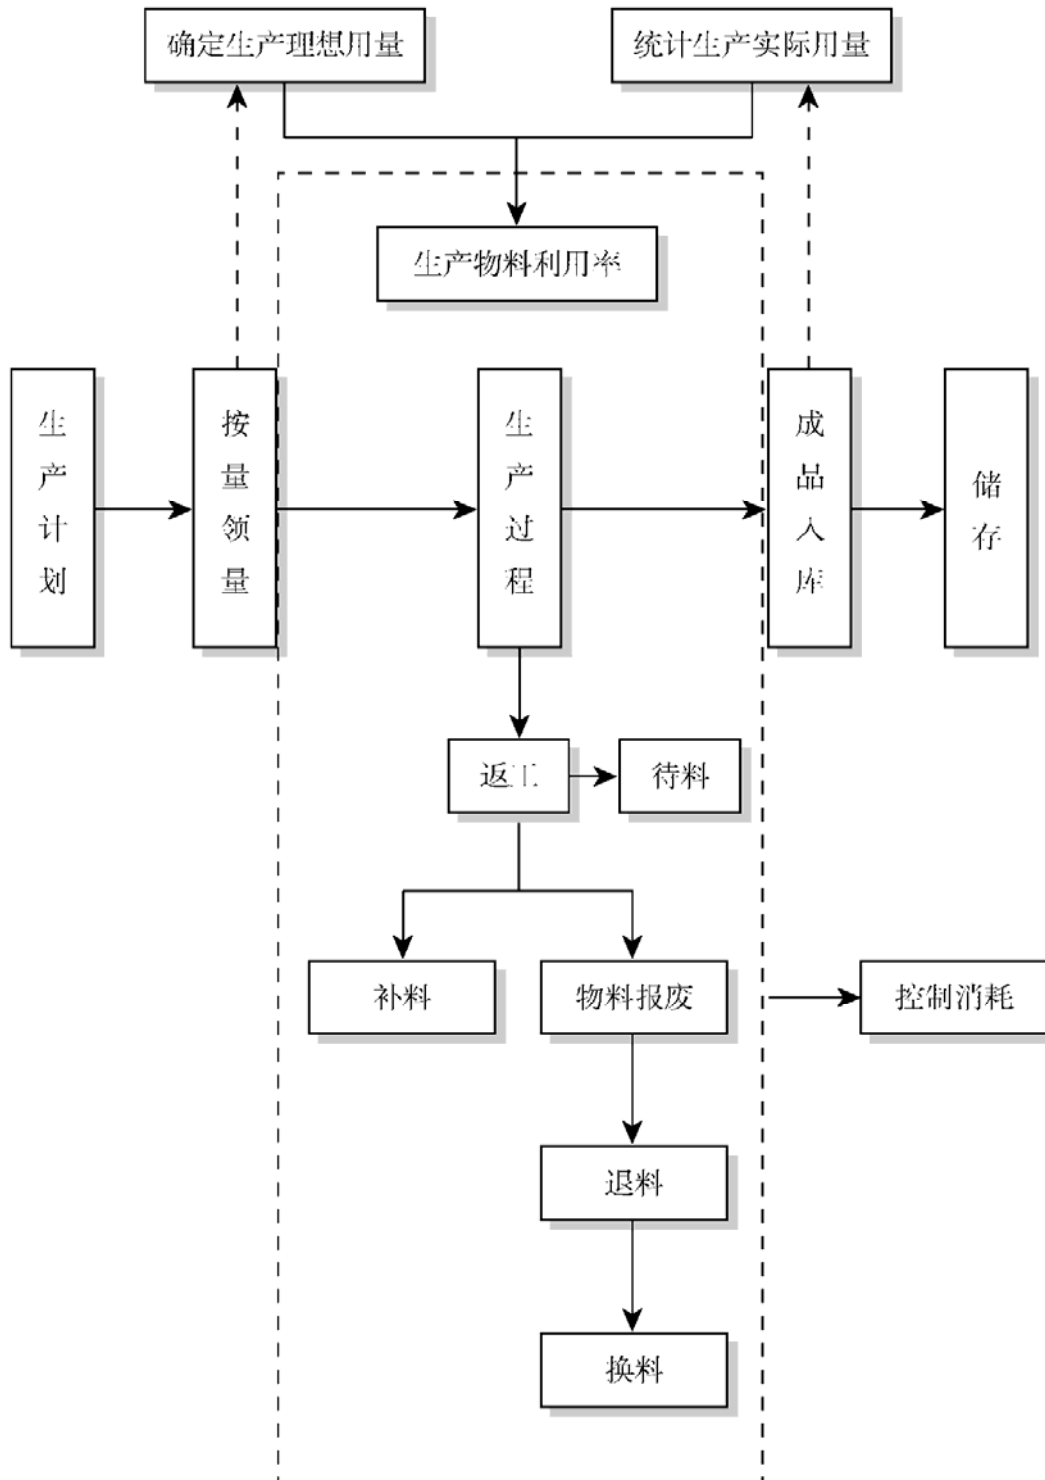 确定生产理想用量
统计生产实际用量
生产物料利用率
生产计划
按量领量
生产过程
成品入库
储存
返工
待料
补料
物料报废
控制消耗
退料
换料